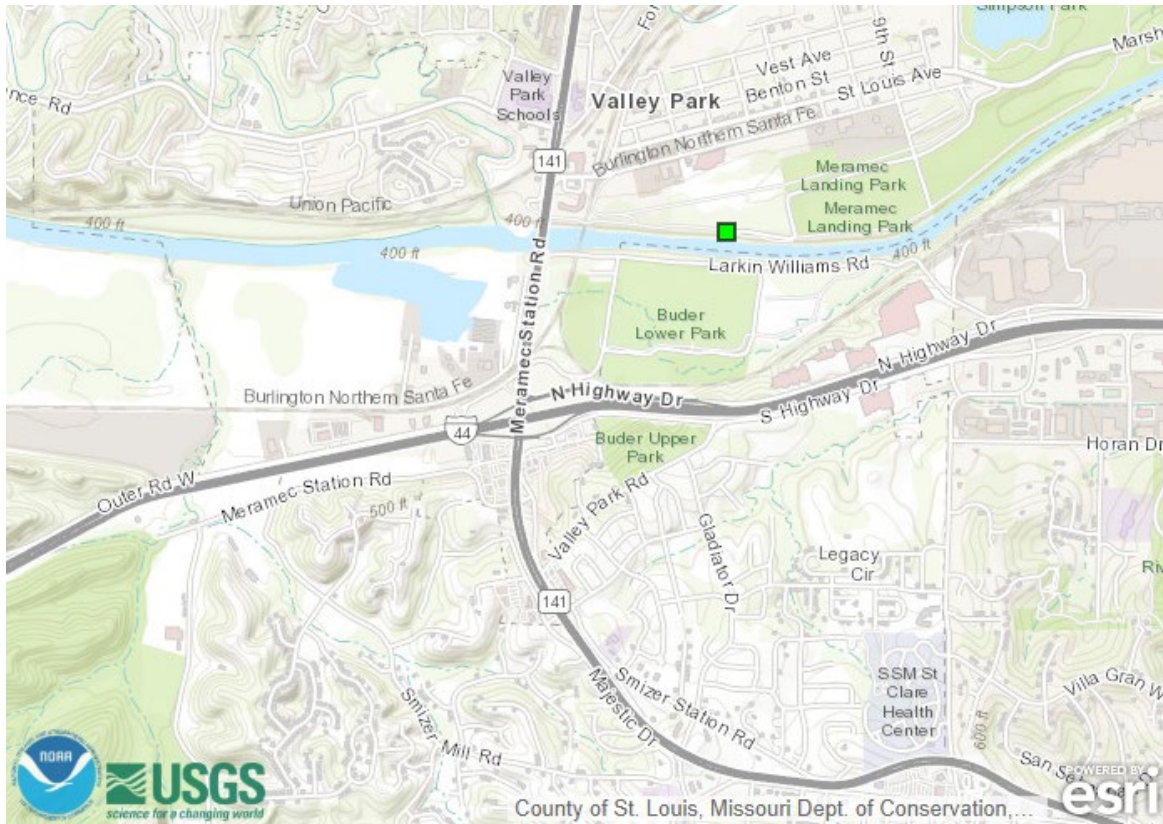 Simpson Park
9th St
Marsh
Vest Ave
Benton St
St Louis Ave
Valley
Park
Schools
Valley Park
ance Rd
Burlington Northern Santa Fe
141
Meramec
Landing Park
Meramec
Landing Park
Union Pacific
400 ft
400 ft
400 ft
Larkin Williams Rd
Meramec Station Rd
Buder
Lower Park
N Highway Dr
Burlington Northern Santa Fe
N Highway Dr
S Highway Dr
44
Buder Upper
Park
Horan Dr
Outer Rd W
Meramec Station Rd
500 ft
Valley Park Rd
Gladiator Dr
Legacy
Cir
Riv
141
SSM St
Clare
Health
Center
Villa Gran W
Smizer Station Rd
Majestic Dr
Smizer Mill Rd
600 ft
NOAA
USGS
science for a changing world
POWERED BY
esri
County of St. Louis, Missouri Dept. of Conservation,...